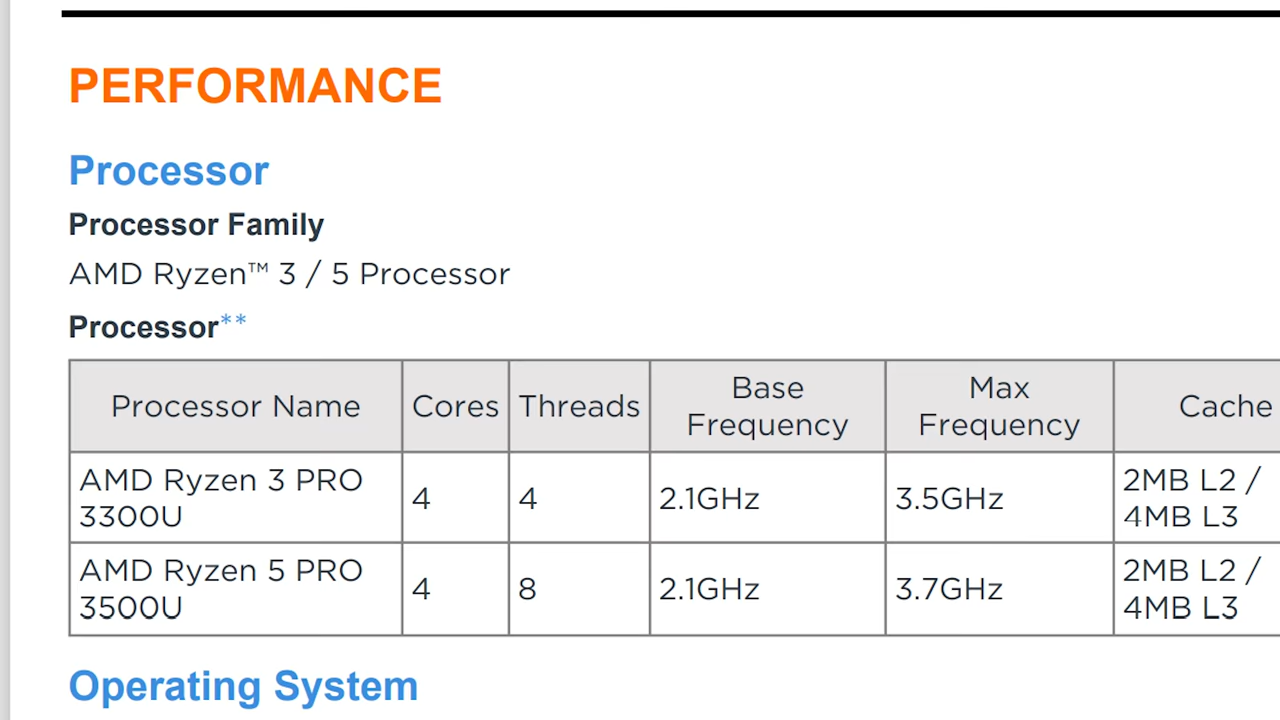 PERFORMANCE
Processor
Processor Family
AMD Ryzen™ 3 / 5 Processor
Processor**
Processor Name Cores Threads Base Frequency Max Frequency Cache
AMD Ryzen 3 PRO 3300U 4 4 2.1GHz 3.5GHz 2MB L2 / 4MB L3
AMD Ryzen 5 PRO 3500U 4 8 2.1GHz 3.7GHz 2MB L2 / 4MB L3
Operating System